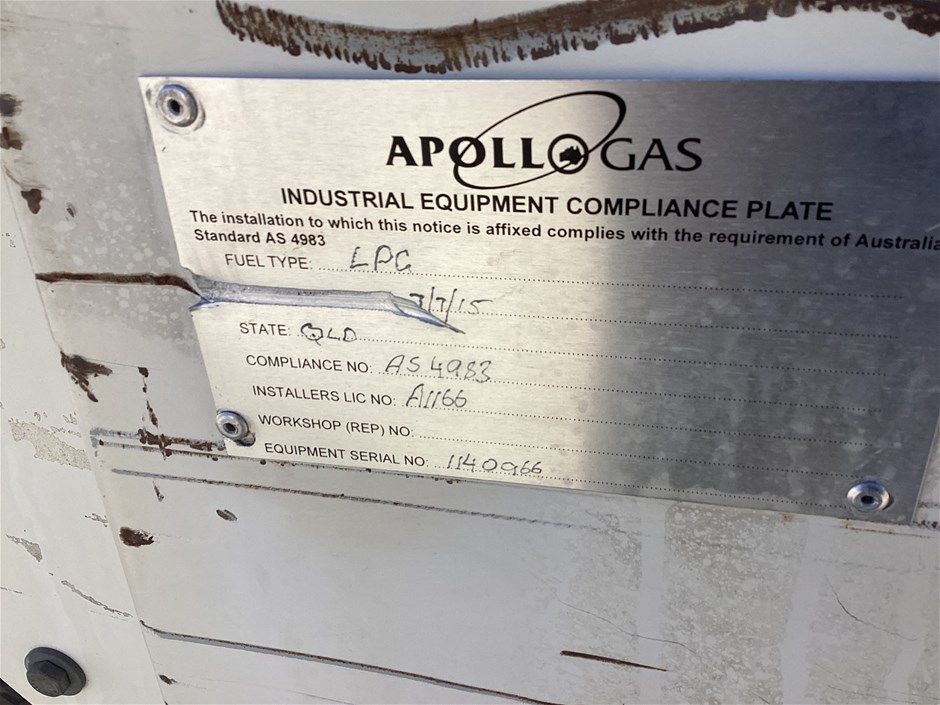 APOLLO GAS
INDUSTRIAL EQUIPMENT COMPLIANCE PLATE
The installation to which this notice is affixed complies with the requirement of Australia
Standard AS 4983
FUEL TYPE: LPG
/7/15
STATE: QLD
COMPLIANCE NO: AS 4983
INSTALLERS LIC NO: A1166
WORKSHOP (REP) NO:
EQUIPMENT SERIAL NO: 1140966